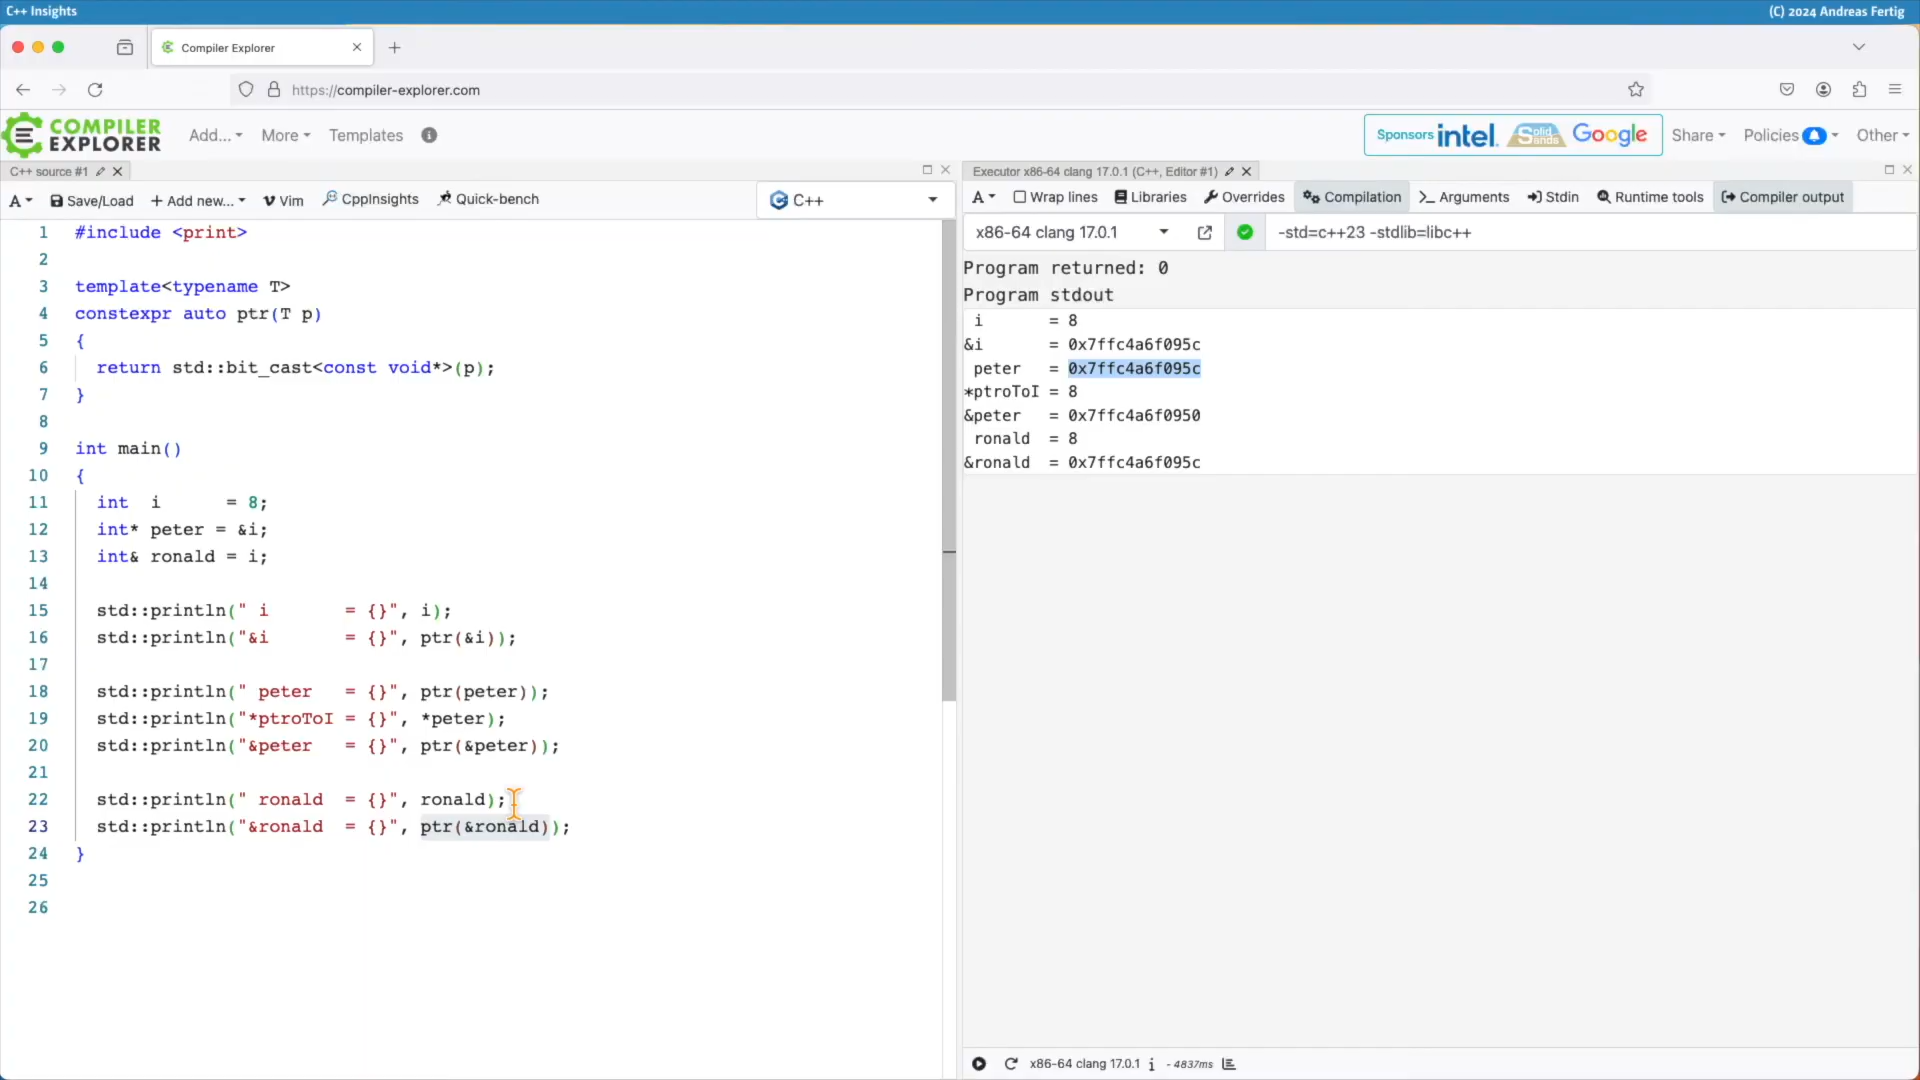 C++ Insights
(C) 2024 Andreas Fertig
Compiler Explorer
https://compiler-explorer.com
COMPILER EXPLORER
Add...
More
Templates
Sponsors intel. Solid Sands Google
Share
Policies
Other
C++ source #1
A
Save/Load
+ Add new...
Vim
CppInsights
Quick-bench
C++
1 #include <print>
2
3 template<typename T>
4 constexpr auto ptr(T p)
5 {
6   return std::bit_cast<const void*>(p);
7 }
8
9 int main()
10 {
11   int  i      = 8;
12   int* peter = &i;
13   int& ronald = i;
14
15   std::println(" i       = {}", i);
16   std::println("&i       = {}", ptr(&i));
17
18   std::println(" peter   = {}", ptr(peter));
19   std::println("*ptroToI = {}", *peter);
20   std::println("&peter   = {}", ptr(&peter));
21
22   std::println(" ronald  = {}", ronald);
23   std::println("&ronald  = {}", ptr(&ronald));
24 }
25
26
Executor x86-64 clang 17.0.1 (C++, Editor #1)
A
Wrap lines
Libraries
Overrides
Compilation
Arguments
Stdin
Runtime tools
Compiler output
x86-64 clang 17.0.1
-std=c++23 -stdlib=libc++
Program returned: 0
Program stdout
 i       = 8
&i       = 0x7ffc4a6f095c
 peter   = 0x7ffc4a6f095c
*ptroToI = 8
&peter   = 0x7ffc4a6f0950
 ronald  = 8
&ronald  = 0x7ffc4a6f095c
x86-64 clang 17.0.1 i - 4837ms